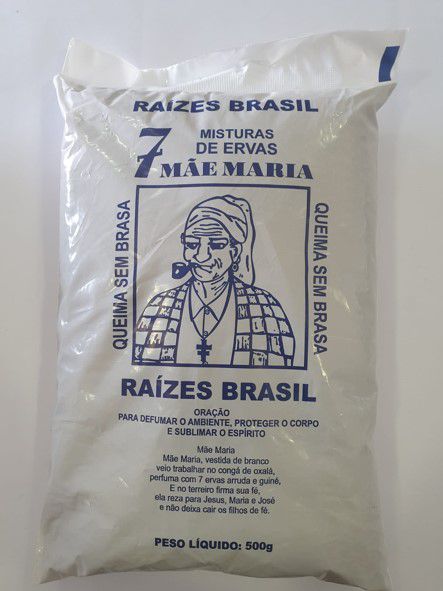 RAÍZES BRASIL
7 MISTURAS
DE ERVAS
MÃE MARIA
QUEIMA SEM BRASA
QUEIMA SEM BRASA
RAÍZES BRASIL
ORAÇÃO
PARA DEFUMAR O AMBIENTE, PROTEGER O CORPO
E SUBLIMAR O ESPÍRITO
Mãe Maria
Mãe Maria, vestida de branco
veio trabalhar no congá de oxalá,
perfuma com 7 ervas arruda e guiné,
E no terreiro firma sua fé,
ela reza para Jesus, Maria e José
e não deixa cair os filhos de fé.
PESO LÍQUIDO: 500g